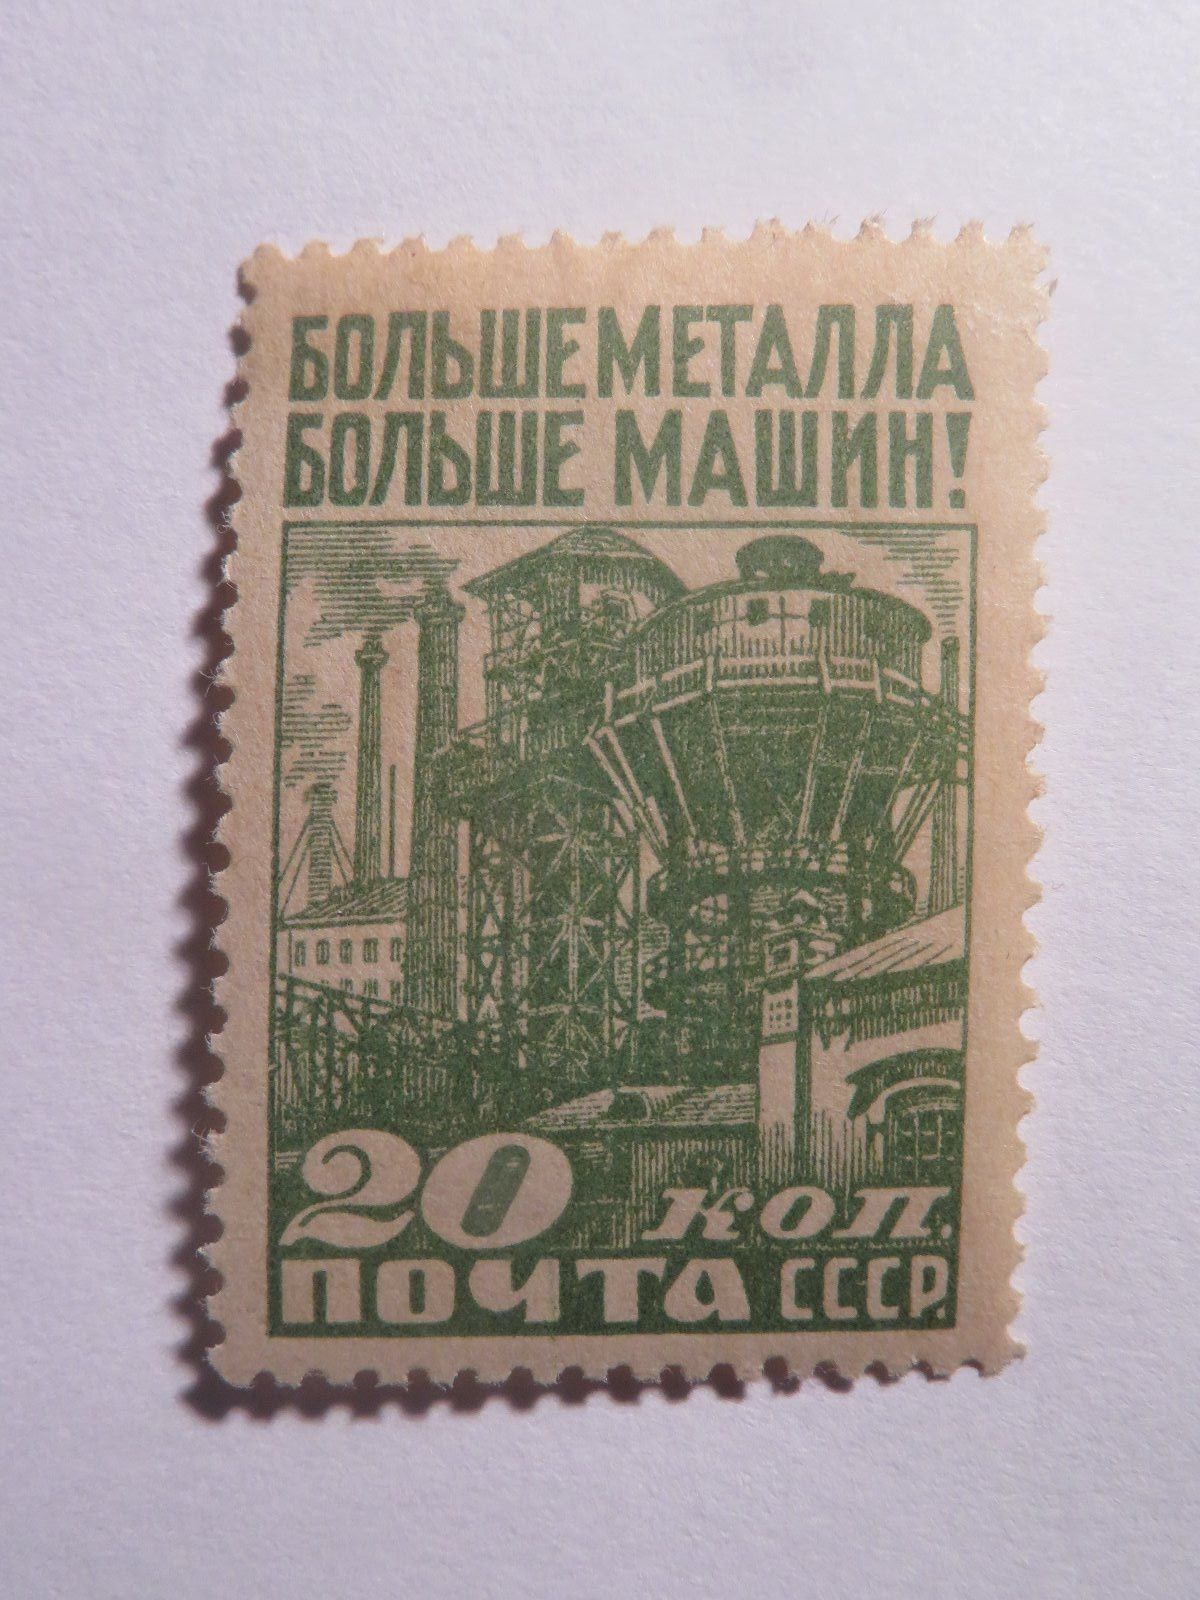 БОЛЬШЕ МЕТАЛЛА
БОЛЬШЕ МАШИН!
20 коп.
ПОЧТА СССР.